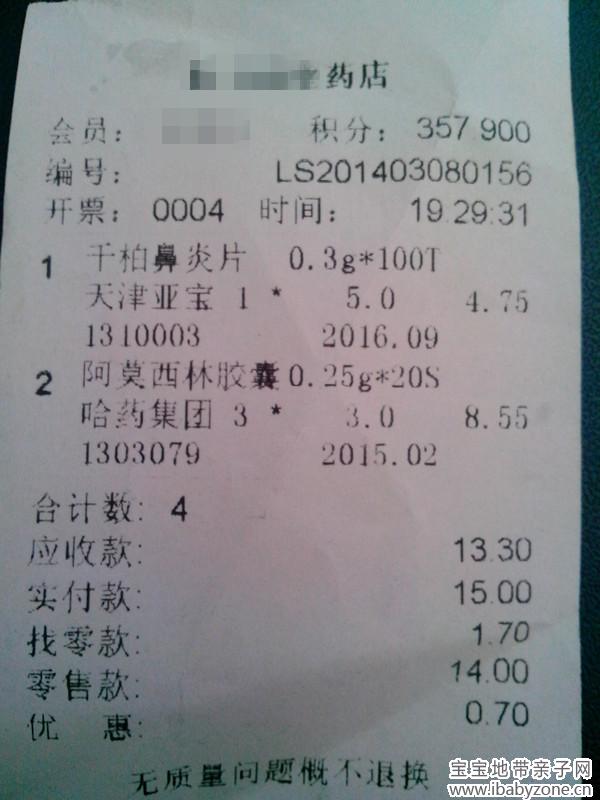 药店
会员:
积分: 357.900
编号: LS201403080156
开票: 0004 时间: 19:29:31
1 千柏鼻炎片 0.3g*100T
天津亚宝 1 * 5.0 4.75
1310003 2016.09
2 阿莫西林胶囊0.25g*20S
哈药集团 3 * 3.0 8.55
1303079 2015.02
合计数: 4
应收款: 13.30
实付款: 15.00
找零款: 1.70
零售款: 14.00
优 惠: 0.70
无质量问题概不退换
宝宝地带亲子网
www.ibabyzone.cn